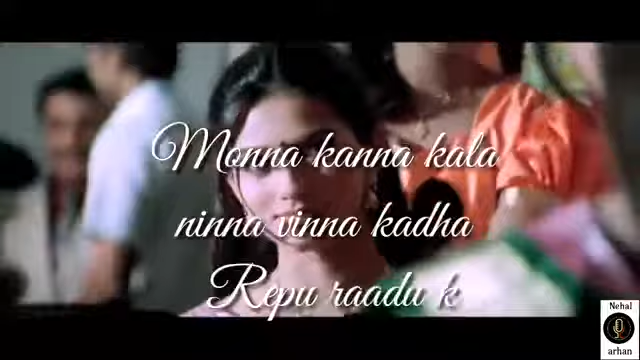 Monna kanna kala
ninna vinna kadha
Repu raadu k
Nehal
arhan